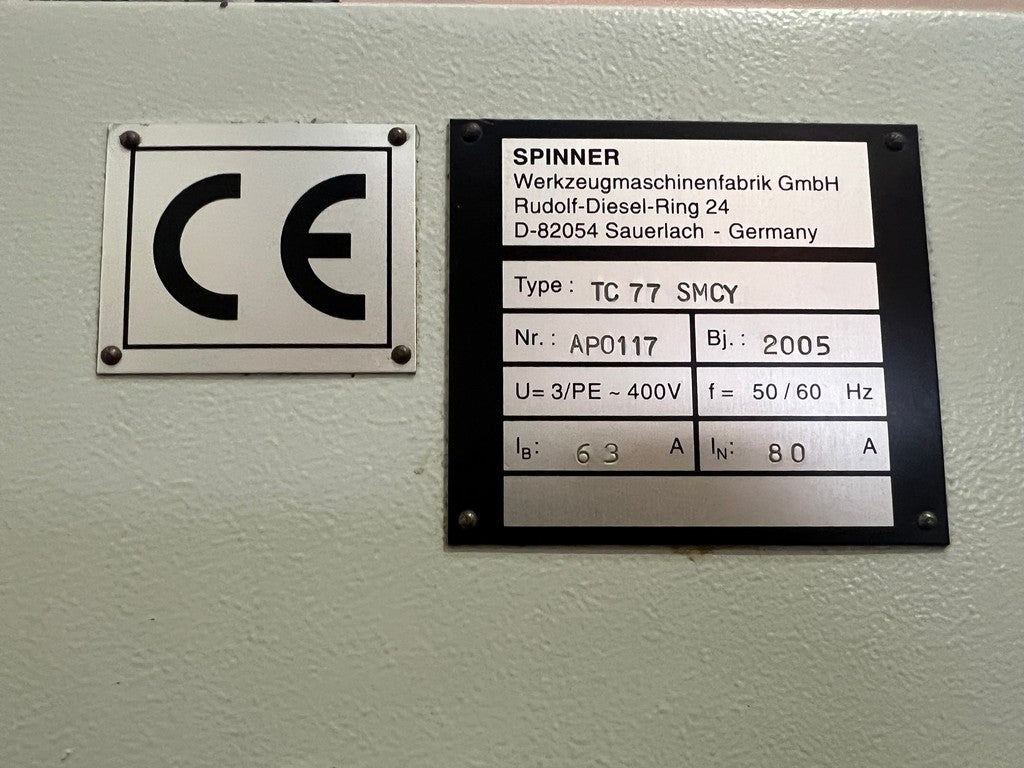 CE
SPINNER
Werkzeugmaschinenfabrik GmbH
Rudolf-Diesel-Ring 24
D-82054 Sauerlach - Germany
Type : TC 77 SMCY
Nr. : AP0117 Bj. : 2005
U= 3/PE ~ 400V f = 50 / 60 Hz
IB: 63 A IN: 80 A